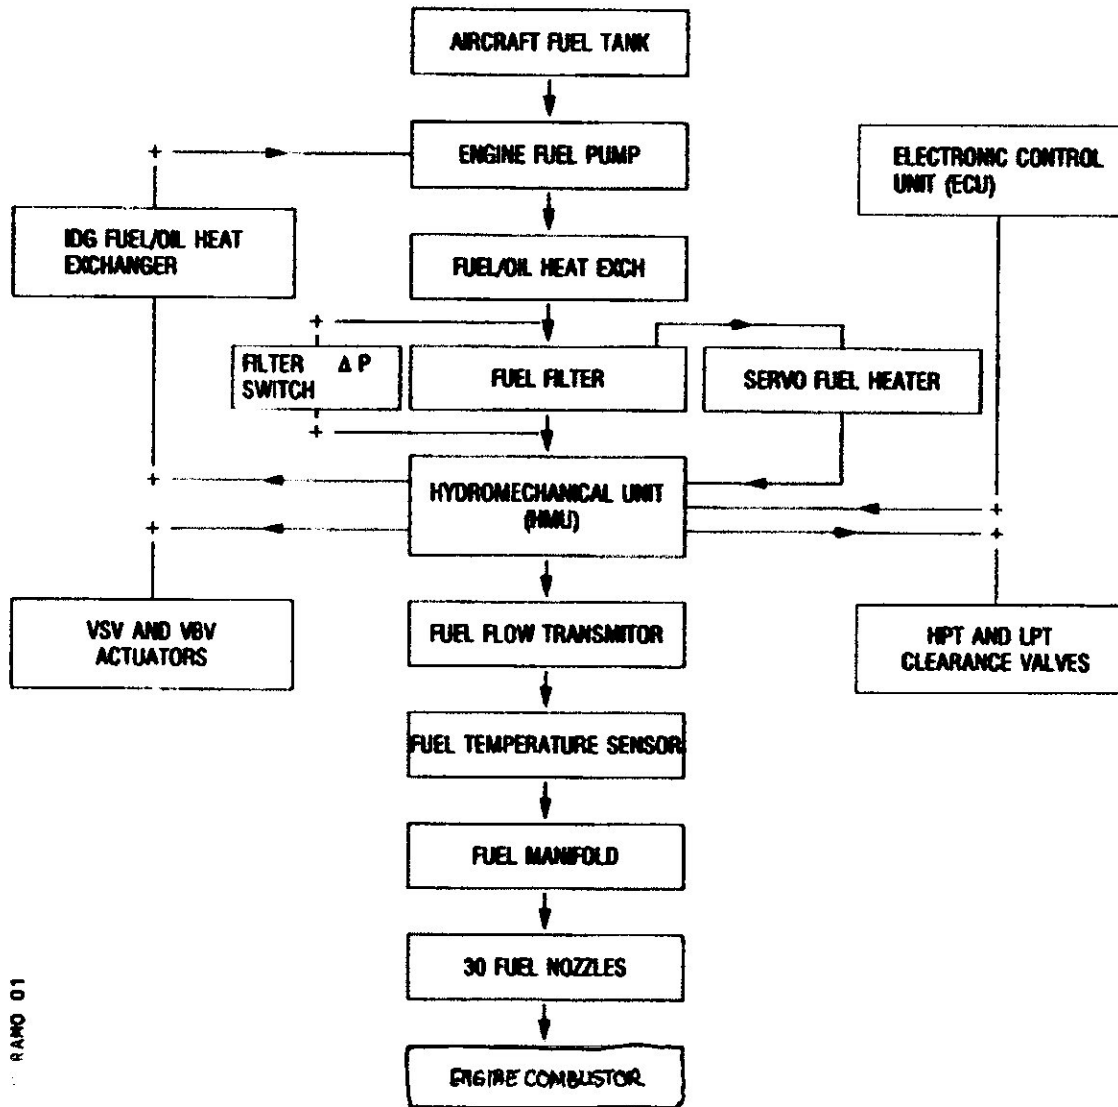 AIRCRAFT FUEL TANK
ENGINE FUEL PUMP
ELECTRONIC CONTROL
UNIT (ECU)
IDG FUEL/OIL HEAT
EXCHANGER
FUEL/OIL HEAT EXCH
FILTER Δ P
SWITCH
FUEL FILTER
SERVO FUEL HEATER
HYDROMECHANICAL UNIT
(HMU)
VSV AND VBV
ACTUATORS
FUEL FLOW TRANSMITOR
HPT AND LPT
CLEARANCE VALVES
FUEL TEMPERATURE SENSOR
FUEL MANIFOLD
30 FUEL NOZZLES
ENGINE COMBUSTOR
RAMO 01